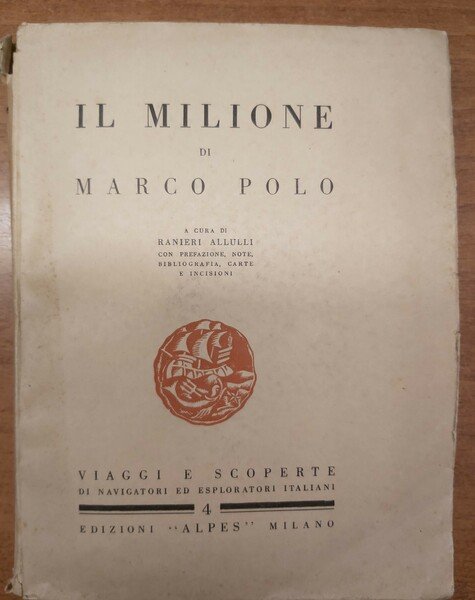 IL MILIONE
DI
MARCO POLO
A CURA DI
RANIERI ALLULLI
CON PREFAZIONE, NOTE,
BIBLIOGRAFIA, CARTE
E INCISIONI
VIAGGI E SCOPERTE
DI NAVIGATORI ED ESPLORATORI ITALIANI
4
EDIZIONI "ALPES" MILANO